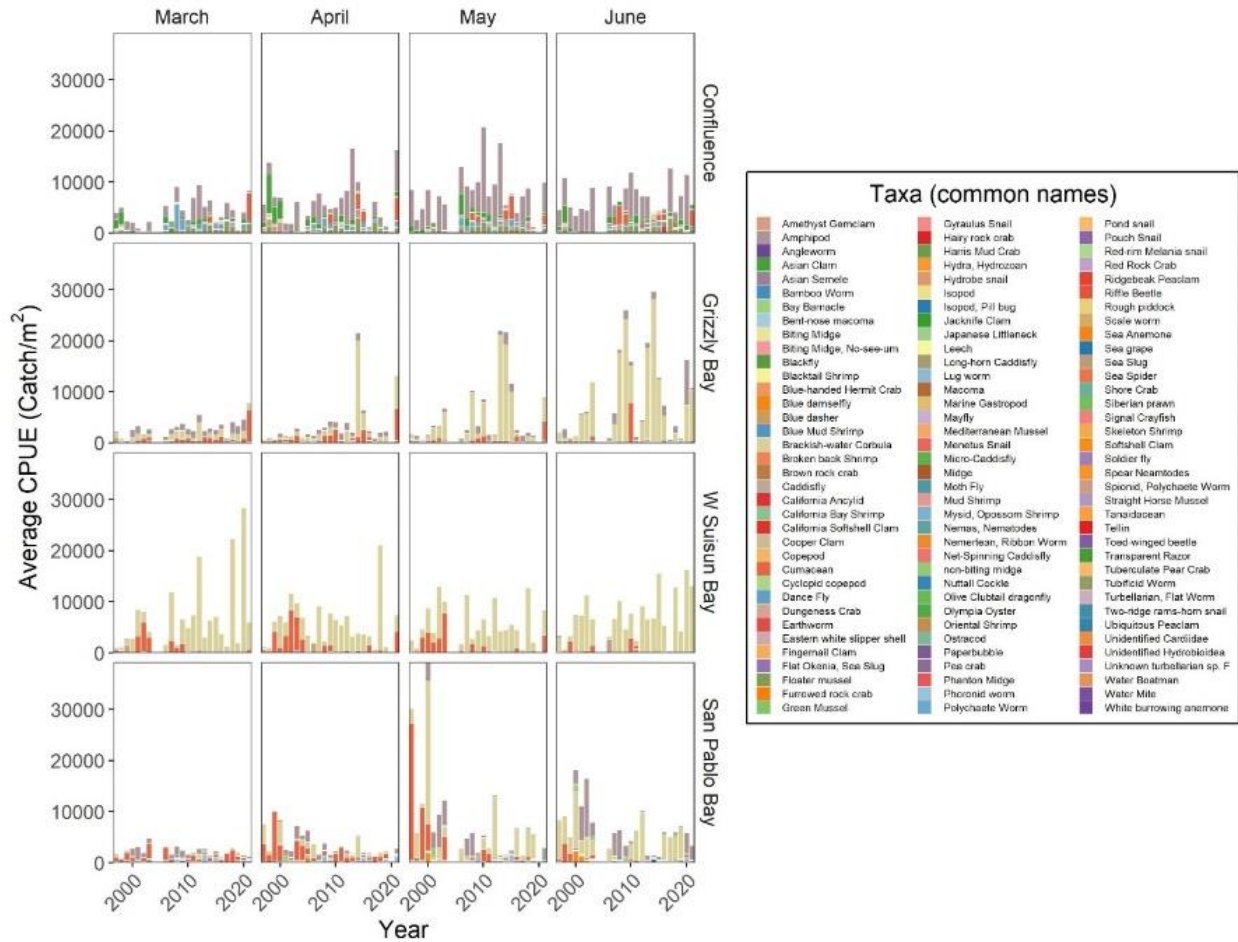 March April May June
30000
20000
10000
0
Confluence
30000
20000
10000
0
Grizzly Bay
30000
20000
10000
0
W Suisun Bay
30000
20000
10000
0
San Pablo Bay
Average CPUE (Catch/m²)
2000 2010 2020 2000 2010 2020 2000 2010 2020 2000 2010 2020
Year
Taxa (common names)
Amethyst Gemclam
Amphipod
Angleworm
Asian Clam
Asian Semele
Bamboo Worm
Bay Barnacle
Bent-nose macoma
Biting Midge
Biting Midge, No-see-um
Blackfly
Blacktail Shrimp
Blue-handed Hermit Crab
Blue damselfly
Blue dasher
Blue Mud Shrimp
Brackish-water Corbula
Broken back Shrimp
Brown rock crab
Caddisfly
California Ancylid
California Bay Shrimp
California Softshell Clam
Cooper Clam
Copepod
Cumacean
Cyclopid copepod
Dance Fly
Dungeness Crab
Earthworm
Eastern white slipper shell
Fingernail Clam
Flat Okenia, Sea Slug
Floater mussel
Furrowed rock crab
Green Mussel
Gyraulus Snail
Hairy rock crab
Harris Mud Crab
Hydra, Hydrozoan
Hydrobe snail
Isopod
Isopod, Pill bug
Jacknife Clam
Japanese Littleneck
Leech
Long-horn Caddisfly
Lug worm
Macoma
Marine Gastropod
Mayfly
Mediterranean Mussel
Menetus Snail
Micro-Caddisfly
Midge
Moth Fly
Mud Shrimp
Mysid, Opossom Shrimp
Nemas, Nematodes
Nemertean, Ribbon Worm
Net-Spinning Caddisfly
non-biting midge
Nuttall Cockle
Olive Clubtail dragonfly
Olympia Oyster
Oriental Shrimp
Ostracod
Paperbubble
Pea crab
Phanton Midge
Phoronid worm
Polychaete Worm
Pond snail
Pouch Snail
Red-rim Melania snail
Red Rock Crab
Ridgebeak Peaclam
Riffle Beetle
Rough piddock
Scale worm
Sea Anemone
Sea grape
Sea Slug
Sea Spider
Shore Crab
Siberian prawn
Signal Crayfish
Skeleton Shrimp
Softshell Clam
Soldier fly
Spear Neamtodes
Spionid, Polychaete Worm
Straight Horse Mussel
Tanaidacean
Tellin
Toed-winged beetle
Transparent Razor
Tuberculate Pear Crab
Tubificid Worm
Turbellarian, Flat Worm
Two-ridge rams-horn snail
Ubiquitous Peaclam
Unidentified Cardiidae
Unidentified Hydrobioidea
Unknown turbellarian sp. F
Water Boatman
Water Mite
White burrowing anemone